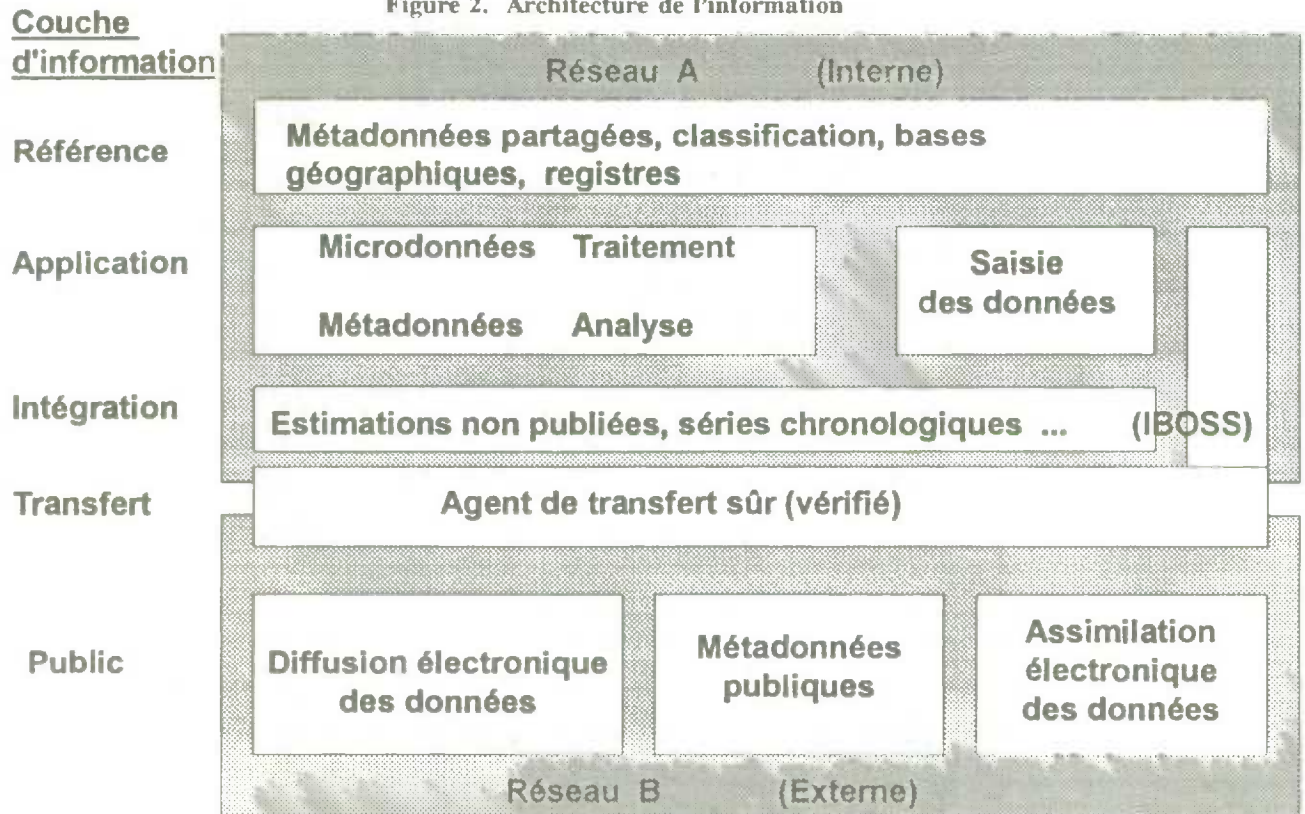 Figure 2. Architecture de l'information
Couche
d'information
Réseau A (Interne)
Référence
Métadonnées partagées, classification, bases
géographiques, registres
Application
Microdonnées Traitement
Métadonnées Analyse
Saisie
des données
Intégration
Estimations non publiées, séries chronologiques ... (IBOSS)
Transfert
Agent de transfert sûr (vérifié)
Public
Diffusion électronique
des données
Métadonnées
publiques
Assimilation
électronique
des données
Réseau B (Externe)